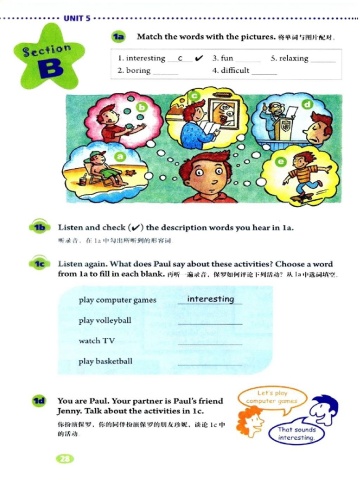 UNIT 5
Section
B
1a Match the words with the pictures. 将单词与图片配对.
1. interesting c ✔ 3. fun 5. relaxing
2. boring 4. difficult
b
c
d
a
e
1b Listen and check (✔) the description words you hear in 1a.
听录音, 在 1a 中勾出所听到的形容词
1c Listen again. What does Paul say about these activities? Choose a word
from 1a to fill in each blank. 再听一遍录音, 保罗如何评论下列活动? 从 1a 中选词填空.
play computer games interesting
play volleyball
watch TV
play basketball
1d You are Paul. Your partner is Paul's friend
Jenny. Talk about the activities in 1c.
你扮演保罗, 你的同伴扮演保罗的朋友珍妮, 谈论 1c 中
的活动.
Let's play
computer games.
That sounds
interesting.
28